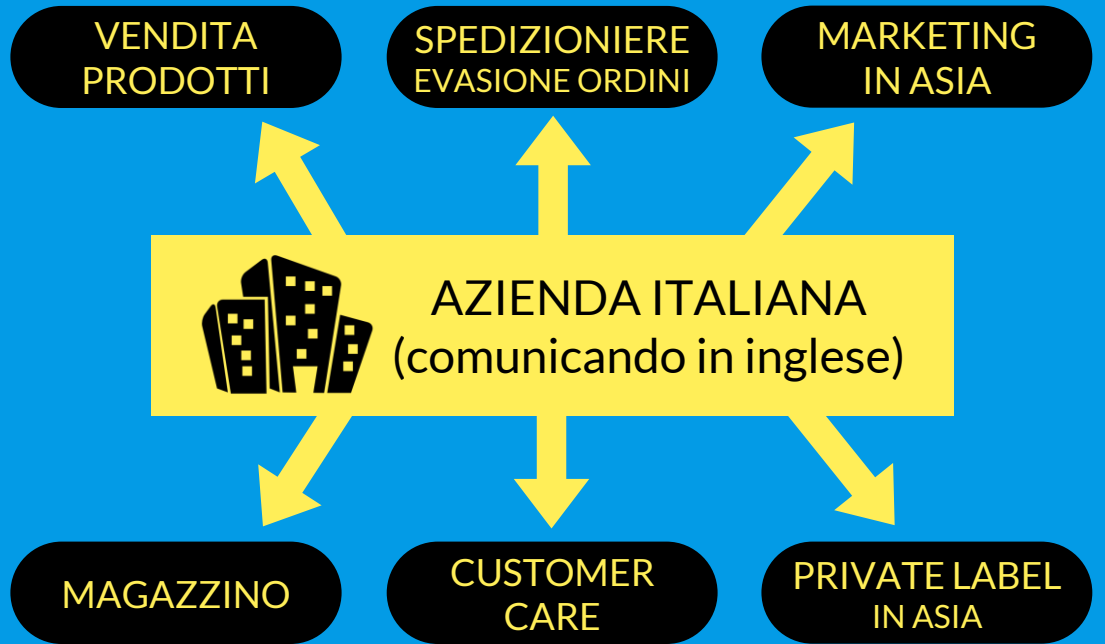 VENDITA
PRODOTTI
SPEDIZIONIERE
EVASIONE ORDINI
MARKETING
IN ASIA
AZIENDA ITALIANA
(comunicando in inglese)
MAGAZZINO
CUSTOMER
CARE
PRIVATE LABEL
IN ASIA